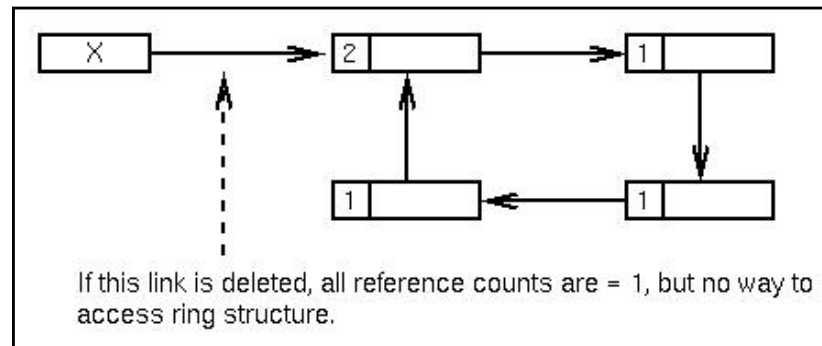 X
2
1
1
1
If this link is deleted, all reference counts are = 1, but no way to
access ring structure.